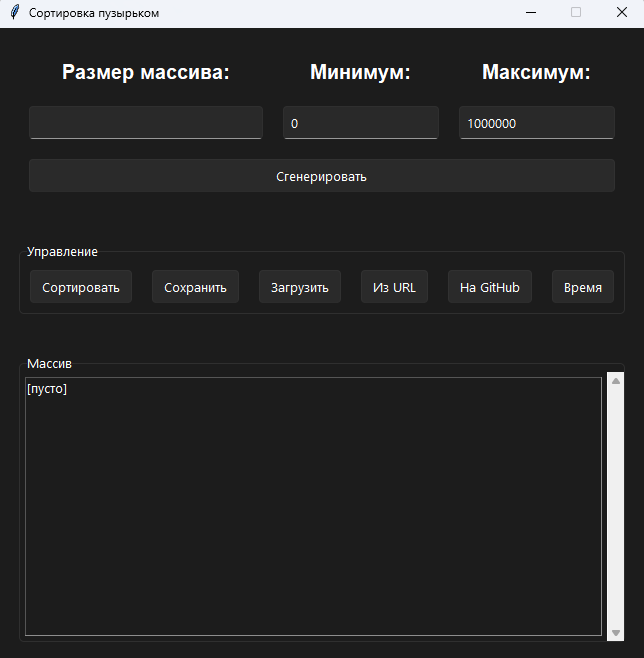 Сортировка пузырьком
Размер массива: Минимум: Максимум:
0 1000000
Сгенерировать
Управление
Сортировать Сохранить Загрузить Из URL На GitHub Время
Массив
[пусто]